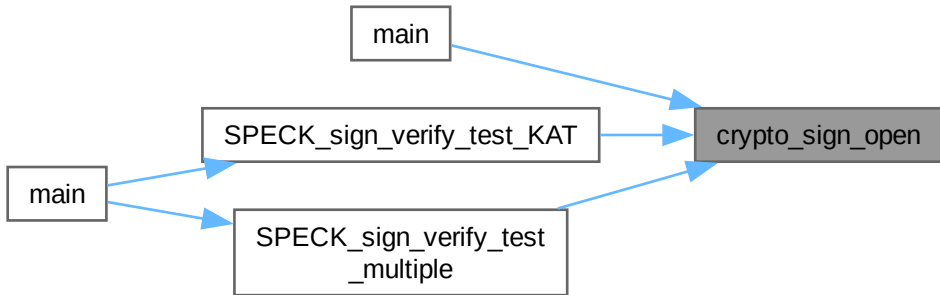 main
SPECK_sign_verify_test_KAT
crypto_sign_open
main
SPECK_sign_verify_test
_multiple